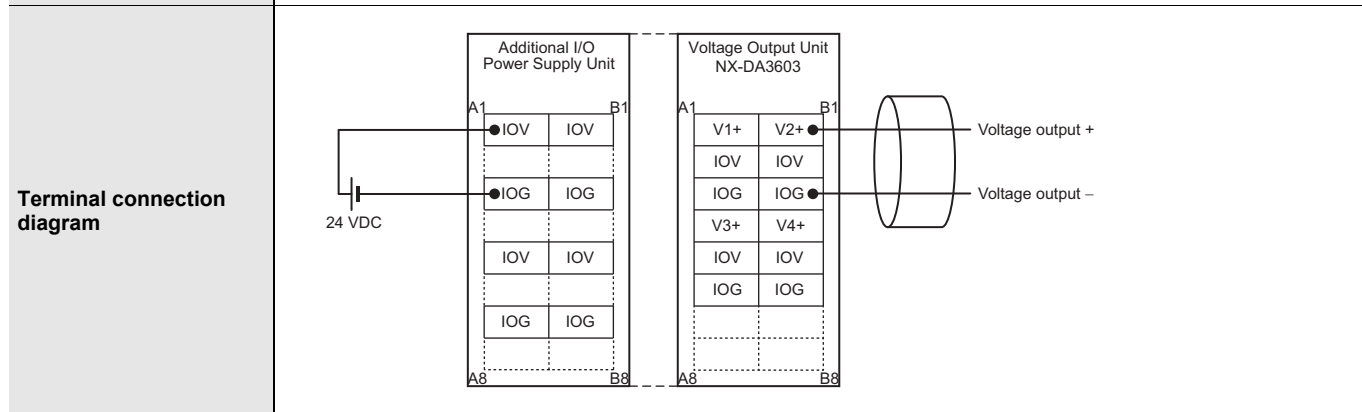 Terminal connection
diagram
Additional I/O
Power Supply Unit
A1 B1
IOV IOV
IOG IOG
IOV IOV
IOG IOG
A8 B8
24 VDC
Voltage Output Unit
NX-DA3603
A1 B1
V1+ V2+
IOV IOV
IOG IOG
V3+ V4+
IOV IOV
IOG IOG
A8 B8
Voltage output +
Voltage output –